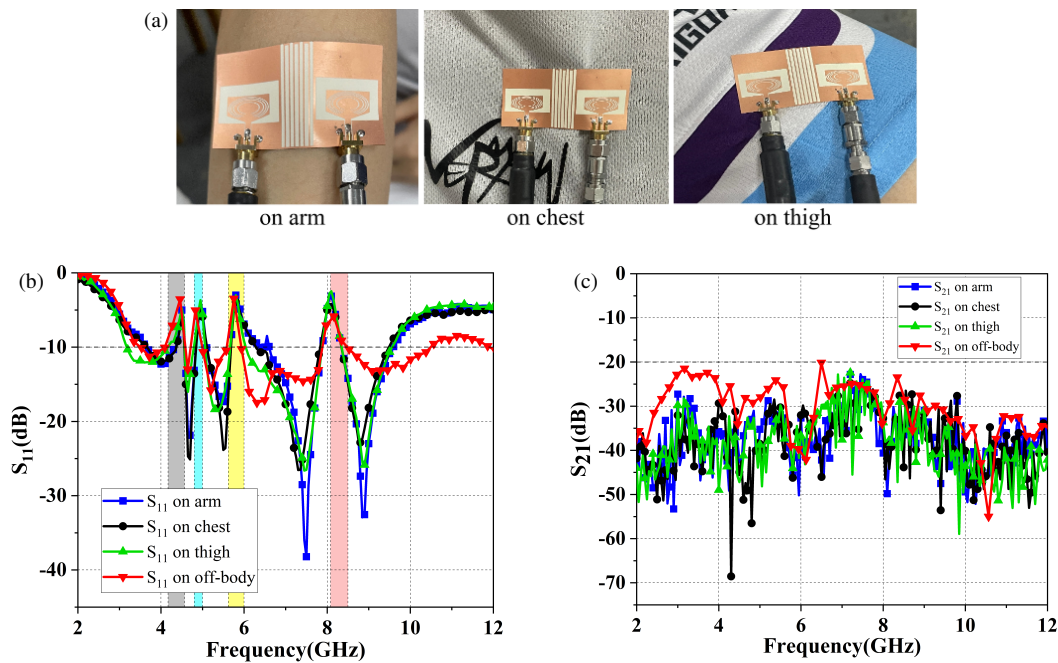 (a)
on arm
on chest
on thigh
(b)
0
-10
-20
-30
-40
S11(dB)
S11 on arm
S11 on chest
S11 on thigh
S11 on off-body
2 4 6 8 10 12
Frequency(GHz)
(c)
0
-10
-20
-30
-40
-50
-60
-70
S21(dB)
S21 on arm
S21 on chest
S21 on thigh
S21 on off-body
2 4 6 8 10 12
Frequency(GHz)